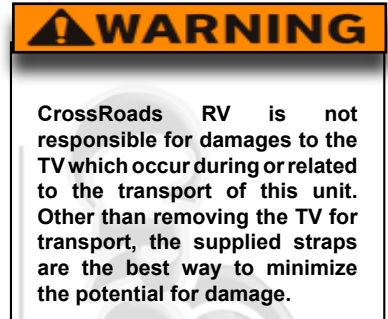 WARNING
CrossRoads RV is not
responsible for damages to the
TV which occur during or related
to the transport of this unit.
Other than removing the TV for
transport, the supplied straps
are the best way to minimize
the potential for damage.